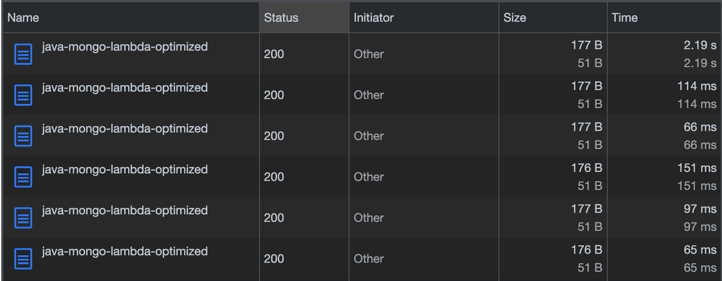 Name Status Initiator Size Time
java-mongo-lambda-optimized 200 Other 177 B 2.19 s
51 B 2.19 s
java-mongo-lambda-optimized 200 Other 177 B 114 ms
51 B 114 ms
java-mongo-lambda-optimized 200 Other 177 B 66 ms
51 B 66 ms
java-mongo-lambda-optimized 200 Other 176 B 151 ms
51 B 151 ms
java-mongo-lambda-optimized 200 Other 177 B 97 ms
51 B 97 ms
java-mongo-lambda-optimized 200 Other 176 B 65 ms
51 B 65 ms